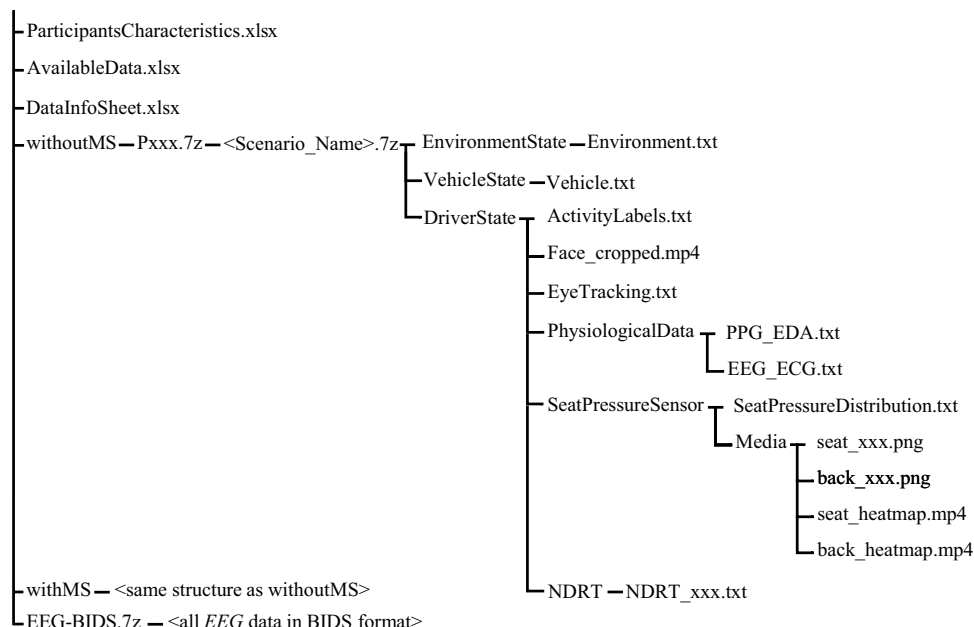 ParticipantsCharacteristics.xlsx
AvailableData.xlsx
DataInfoSheet.xlsx
withoutMS Pxxx.7z <Scenario_Name>.7z EnvironmentState Environment.txt
VehicleState Vehicle.txt
DriverState ActivityLabels.txt
Face_cropped.mp4
EyeTracking.txt
PhysiologicalData PPG_EDA.txt
EEG_ECG.txt
SeatPressureSensor SeatPressureDistribution.txt
Media seat_xxx.png
back_xxx.png
seat_heatmap.mp4
back_heatmap.mp4
withMS <same structure as withoutMS> NDRT NDRT_xxx.txt
EEG-BIDS.7z <all EEG data in BIDS format>